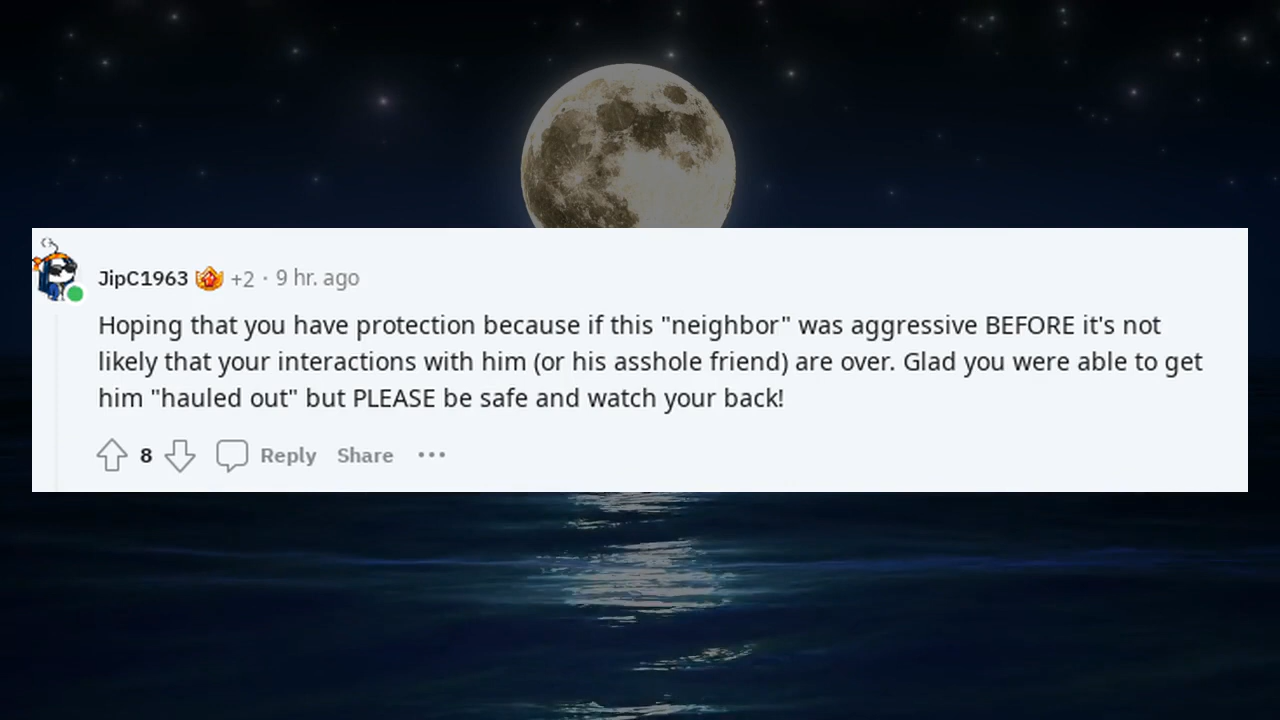 JipC1963 +2 · 9 hr. ago
Hoping that you have protection because if this "neighbor" was aggressive BEFORE it's not
likely that your interactions with him (or his asshole friend) are over. Glad you were able to get
him "hauled out" but PLEASE be safe and watch your back!
8 Reply Share